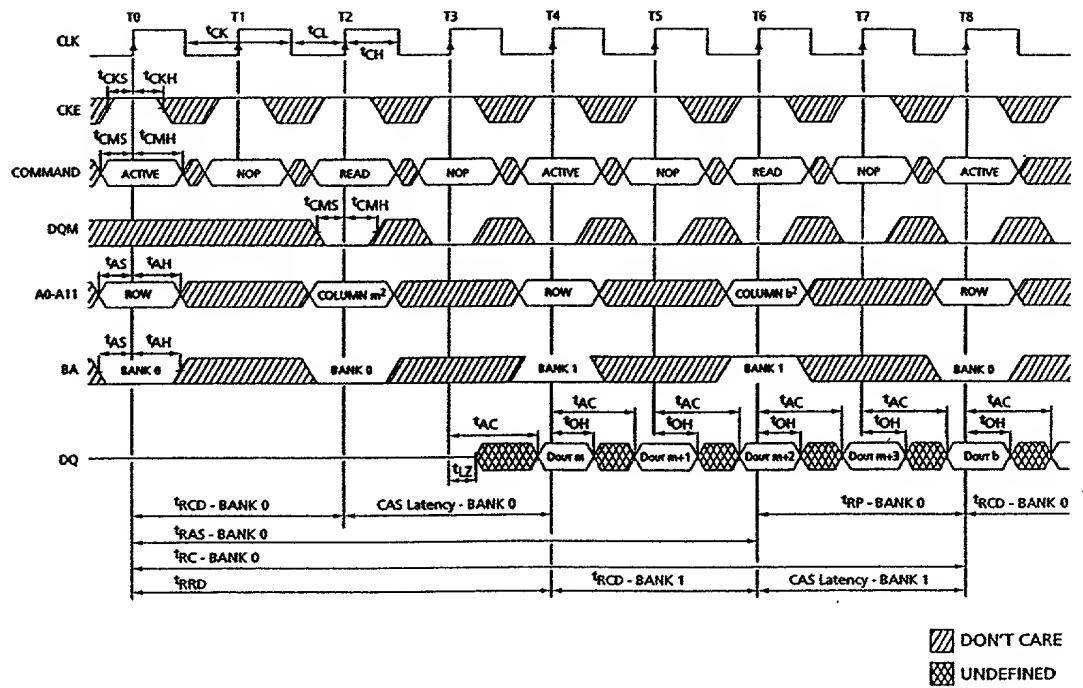 T0 T1 T2 T3 T4 T5 T6 T7 T8
CLK
tCK tCL
tCH
tCKS tCKH
CKE
tCMS tCMH
COMMAND ACTIVE NOP READ NOP ACTIVE NOP READ NOP ACTIVE
tCMS tCMH
DQM
tAS tAH
A0-A11 ROW COLUMN m2 ROW COLUMN b2 ROW
tAS tAH
BA BANK 0 BANK 0 BANK 1 BANK 1 BANK 0
tAC tAC tAC tAC tAC tAC
tOH tOH tOH tOH tOH
DQ DOUT m DOUT m+1 DOUT m+2 DOUT m+3 DOUT b
tLZ
tRCD - BANK 0 CAS Latency - BANK 0 tRP - BANK 0 tRCD - BANK 0
tRAS - BANK 0
tRC - BANK 0
tRRD tRCD - BANK 1 CAS Latency - BANK 1
DON'T CARE
UNDEFINED